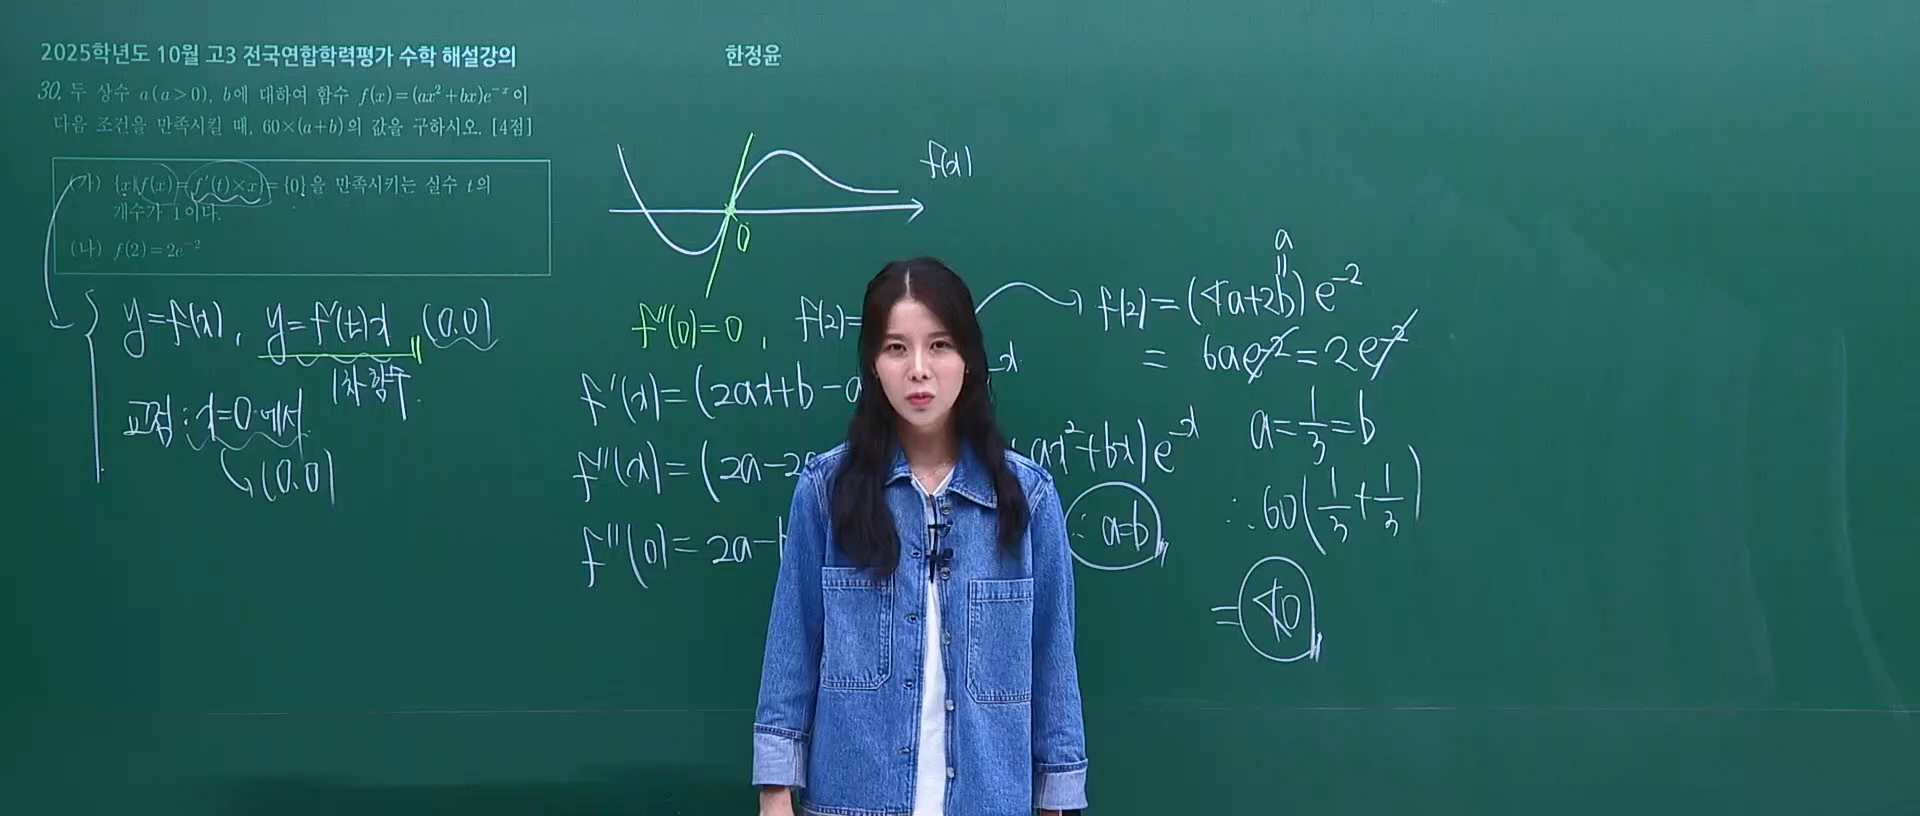 2025학년도 10월 고3 전국연합학력평가 수학 해설강의
한정윤
30. 두 상수 a(a>0), b에 대하여 함수 f(x)=(ax²+bx)e⁻ˣ이
다음 조건을 만족시킬 때, 60×(a+b)의 값을 구하시오. [4점]
(가) {x|f(x)=f′(t)×x}={0}을 만족시키는 실수 t의
개수가 1이다.
(나) f(2)=2e⁻²
y=f(x), y=f′(t)x (0,0)
1차함수
교점: x=0에서
(0,0)
f(x)
0
f″(0)=0, f(2)=
f′(x)=(2ax+b-a
-x
f″(x)=(2a-2a
ax²+bx)e⁻ˣ
f″(0)=2a-
∴ a=b
a
॥
f(2)=(4a+2b)e⁻²
= 6ae⁻²=2e⁻²
a=1/3=b
∴ 60(1/3+1/3)
=40